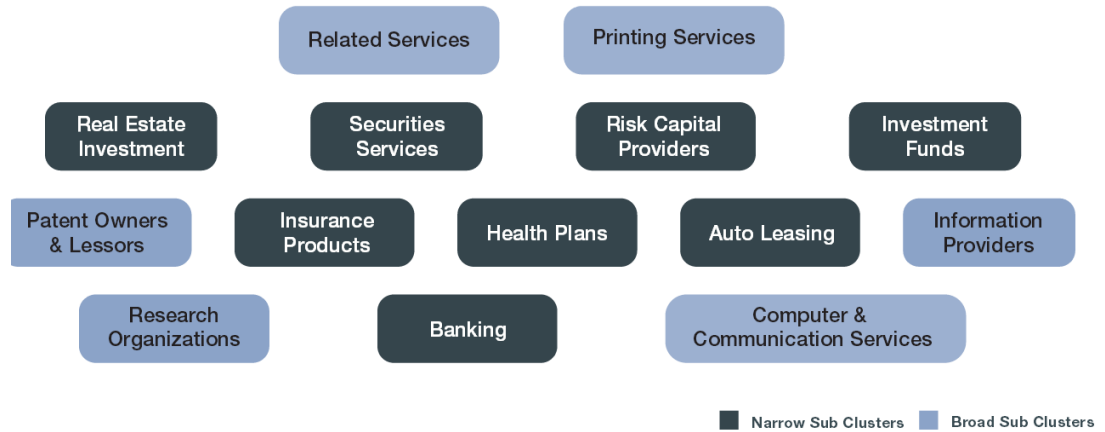 Related Services
Printing Services
Real Estate
Investment
Securities
Services
Risk Capital
Providers
Investment
Funds
Patent Owners
& Lessors
Insurance
Products
Health Plans
Auto Leasing
Information
Providers
Research
Organizations
Banking
Computer &
Communication Services
Narrow Sub Clusters
Broad Sub Clusters